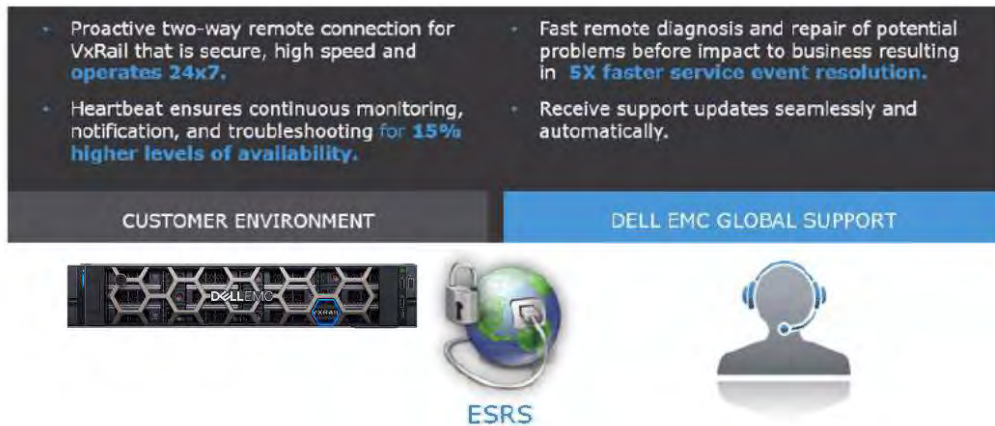 Proactive two-way remote connection for
VxRail that is secure, high speed and
operates 24x7.
Heartbeat ensures continuous monitoring,
notification, and troubleshooting for 15%
higher levels of availability.
Fast remote diagnosis and repair of potential
problems before impact to business resulting
in 5X faster service event resolution.
Receive support updates seamlessly and
automatically.
CUSTOMER ENVIRONMENT
DELL EMC GLOBAL SUPPORT
DELLEMC
VXRAIL
ESRS